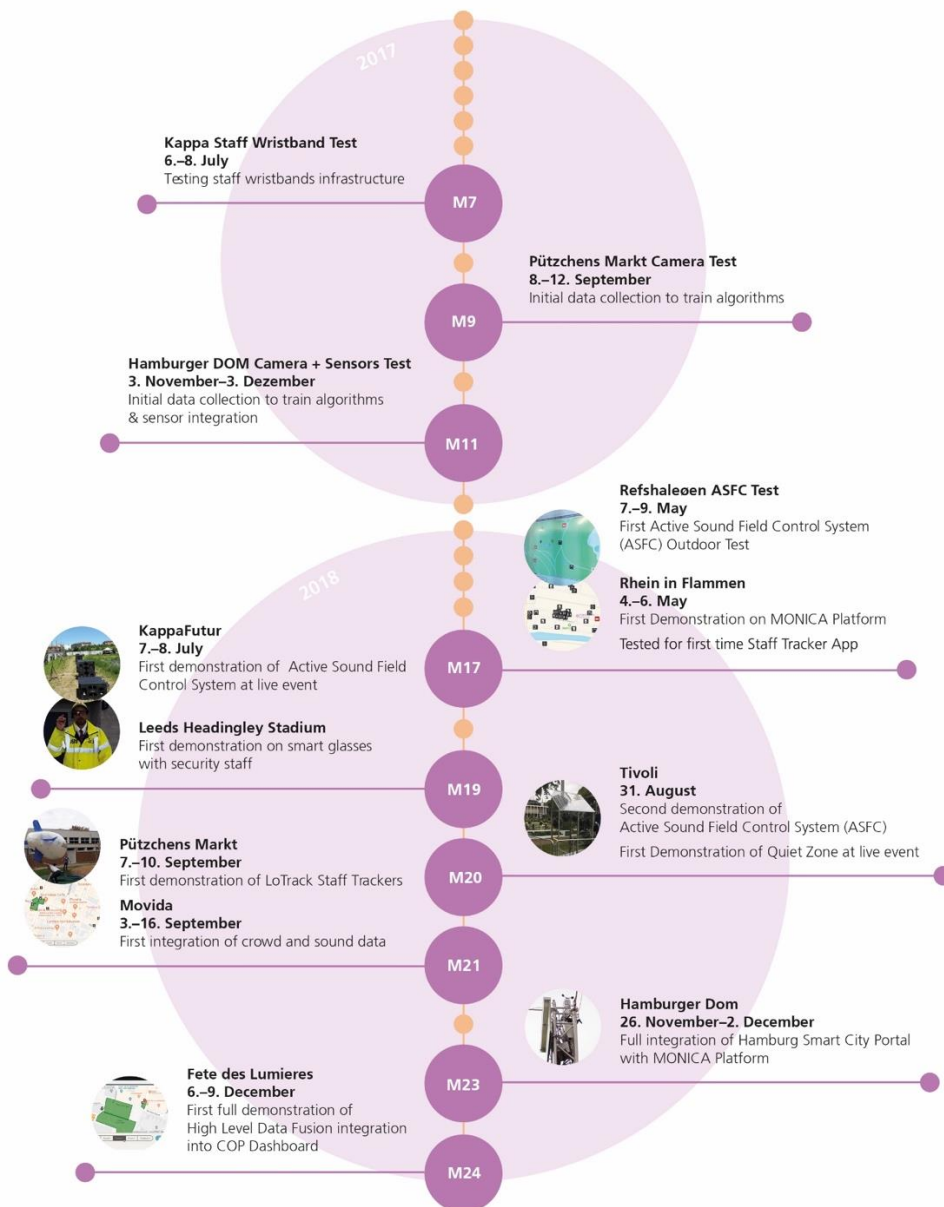 2017
Kappa Staff Wristband Test
6.–8. July
Testing staff wristbands infrastructure
M7
Pützchens Markt Camera Test
8.–12. September
Initial data collection to train algorithms
M9
Hamburger DOM Camera + Sensors Test
3. November–3. Dezember
Initial data collection to train algorithms
& sensor integration
M11
2018
Refshaleøen ASFC Test
7.–9. May
First Active Sound Field Control System
(ASFC) Outdoor Test
Rhein in Flammen
4.–6. May
First Demonstration on MONICA Platform
Tested for first time Staff Tracker App
M17
KappaFutur
7.–8. July
First demonstration of Active Sound Field
Control System at live event
Leeds Headingley Stadium
First demonstration on smart glasses
with security staff
M19
Tivoli
31. August
Second demonstration of
Active Sound Field Control System (ASFC)
First Demonstration of Quiet Zone at live event
M20
Pützchens Markt
7.–10. September
First demonstration of LoTrack Staff Trackers
Movida
3.–16. September
First integration of crowd and sound data
M21
Hamburger Dom
26. November–2. December
Full integration of Hamburg Smart City Portal
with MONICA Platform
M23
Fete des Lumieres
6.–9. December
First full demonstration of
High Level Data Fusion integration
into COP Dashboard
M24